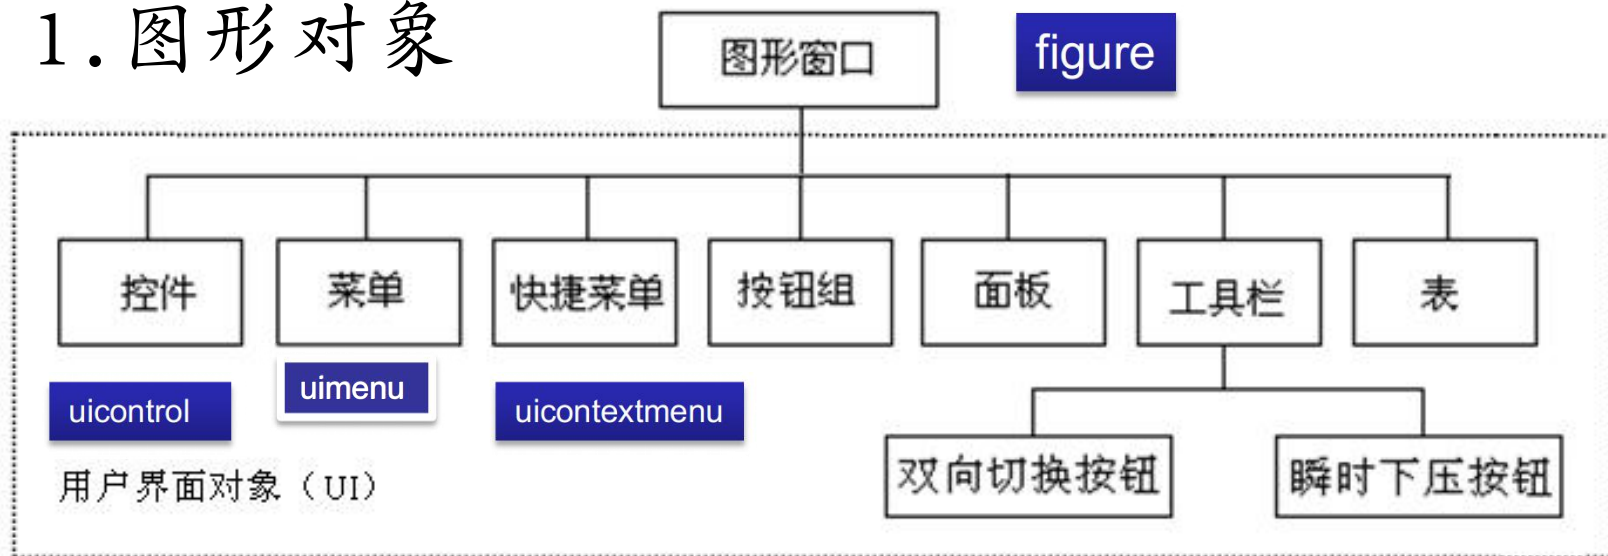 1.图形对象
图形窗口
figure
控件
菜单
快捷菜单
按钮组
面板
工具栏
表
uicontrol
uimenu
uicontextmenu
双向切换按钮
瞬时下压按钮
用户界面对象（UI）